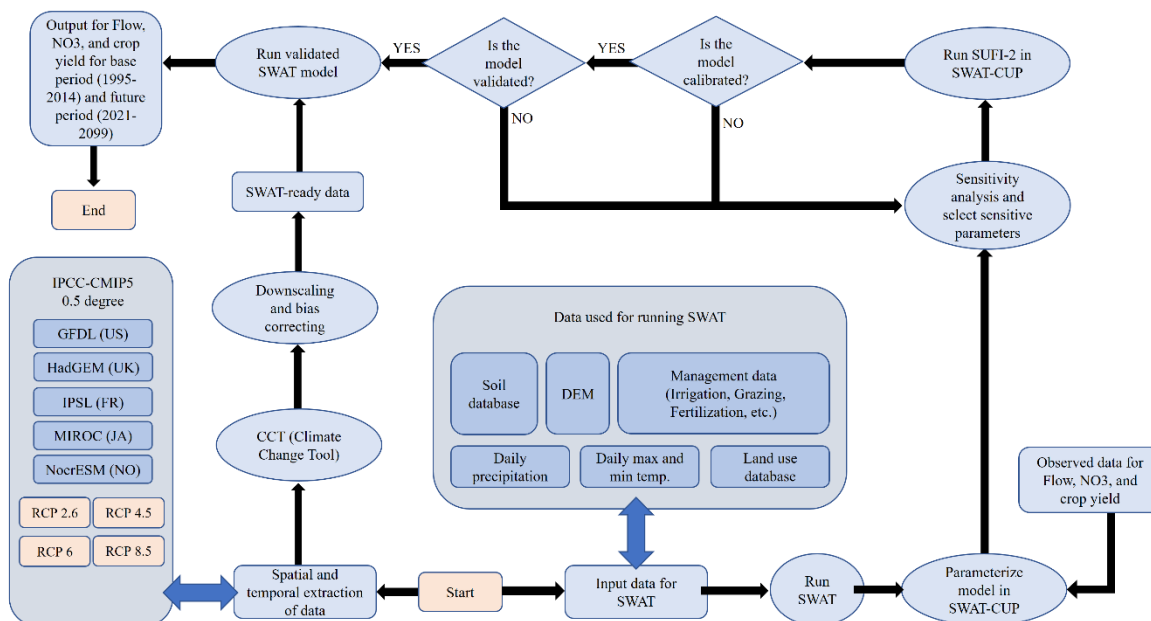 Output for Flow,
NO3, and crop
yield for base
period (1995-
2014) and future
period (2021-
2099)
Run validated
SWAT model
YES
Is the
model
validated?
YES
Is the
model
calibrated?
Run SUFI-2 in
SWAT-CUP
NO
NO
SWAT-ready data
Sensitivity
analysis and
select sensitive
parameters
End
IPCC-CMIP5
0.5 degree
GFDL (US)
HadGEM (UK)
IPSL (FR)
MIROC (JA)
NocrESM (NO)
RCP 2.6
RCP 4.5
RCP 6
RCP 8.5
Downscaling
and bias
correcting
CCT (Climate
Change Tool)
Data used for running SWAT
Soil
database
DEM
Management data
(Irrigation, Grazing,
Fertilization, etc.)
Daily
precipitation
Daily max and
min temp.
Land use
database
Observed data for
Flow, NO3, and
crop yield
Spatial and
temporal extraction
of data
Start
Input data for
SWAT
Run
SWAT
Parameterize
model in
SWAT-CUP